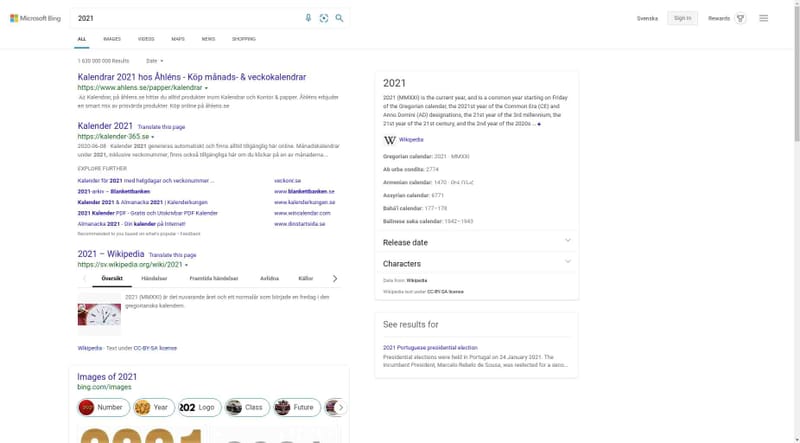 Microsoft Bing
2021
Svenska
Sign in
Rewards
ALL IMAGES VIDEOS MAPS NEWS SHOPPING
1 630 000 000 Results Date
Kalendrar 2021 hos Åhléns - Köp månads- & veckokalendrar
https://www.ahlens.se/papper/kalendrar
Ad Kalendrar, på åhlens.se hittar du alltid produkter inom Kalendrar och Kontor & papper. Åhléns erbjuder
en smart mix av prisvärda produkter. Köp online på åhlens.se
Kalender 2021 Translate this page
https://kalender-365.se
2020-06-08 · Kalender 2021 genereras automatiskt och finns alltid tillgänglig här online. Månadskalendrar
under 2021, inklusive veckonummer, finns också tillgängliga här om du klickar på en av månaderna...
EXPLORE FURTHER
Kalender för 2021 med helgdagar och veckonummer ... veckonr.se
2021-arkiv – Blankettbanken www.blankettbanken.se
Kalender 2021 & Almanacka 2021 | Kalenderkungen www.kalenderkungen.se
2021 Kalender PDF - Gratis och Utskrivbar PDF Kalender www.wincalendar.com
Almanacka 2021 - Din kalender på Internet! www.dinstartsida.se
Recommended to you based on what's popular • Feedback
2021 – Wikipedia Translate this page
https://sv.wikipedia.org/wiki/2021
Översikt Händelser Framtida händelser Avlidna Källor
2021 (MMXXI) är det nuvarande året och ett normalår som började en fredag i den
gregorianska kalendern.
Wikipedia · Text under CC-BY-SA license
Images of 2021
bing.com/images
Number Year Logo Class Future
2021
2021 (MMXXI) is the current year, and is a common year starting on Friday
of the Gregorian calendar, the 2021st year of the Common Era (CE) and
Anno Domini (AD) designations, the 21st year of the 3rd millennium, the
21st year of the 21st century, and the 2nd year of the 2020s ...
Wikipedia
Gregorian calendar: 2021 · MMXXI
Ab urbe condita: 2774
Armenian calendar: 1470
Assyrian calendar: 6771
Bahá'í calendar: 177–178
Balinese saka calendar: 1942–1943
Release date
Characters
Data from: Wikipedia
Wikipedia text under CC-BY-SA license
See results for
2021 Portuguese presidential election
Presidential elections were held in Portugal on 24 January 2021. The
incumbent President, Marcelo Rebelo de Sousa, was reelected for a seco...